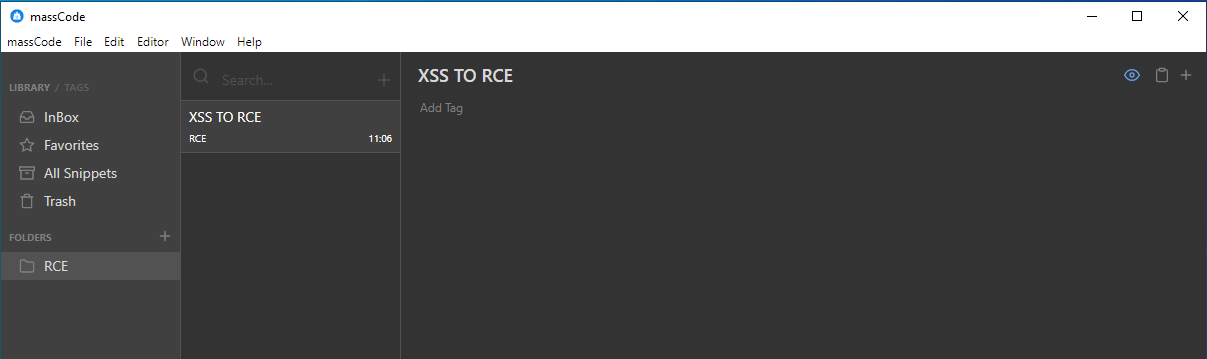 massCode
massCode File Edit Editor Window Help
LIBRARY / TAGS
InBox
Favorites
All Snippets
Trash
FOLDERS
RCE
Search...
XSS TO RCE
RCE 11:06
XSS TO RCE
Add Tag